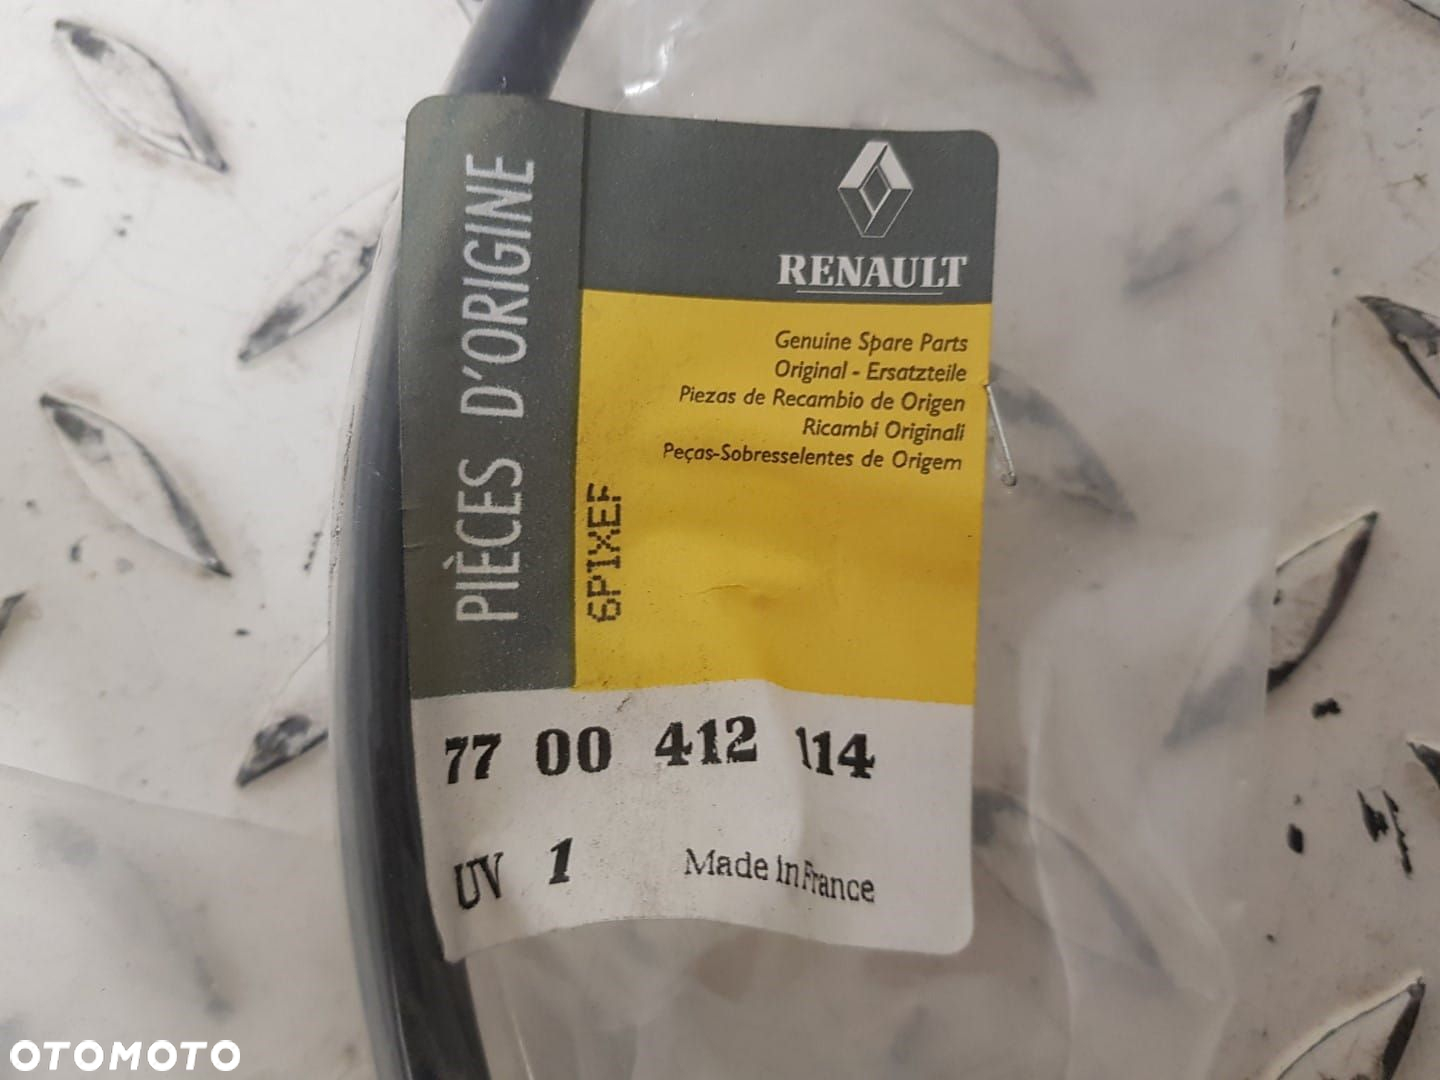 PIÈCES D'ORIGINE
RENAULT
Genuine Spare Parts
Original - Ersatzteile
Piezas de Recambio de Origen
Ricambi Originali
Peças-Sobresselentes de Origem
6PIXEF
77 00 412 114
UV 1 Made in France
OTOMOTO